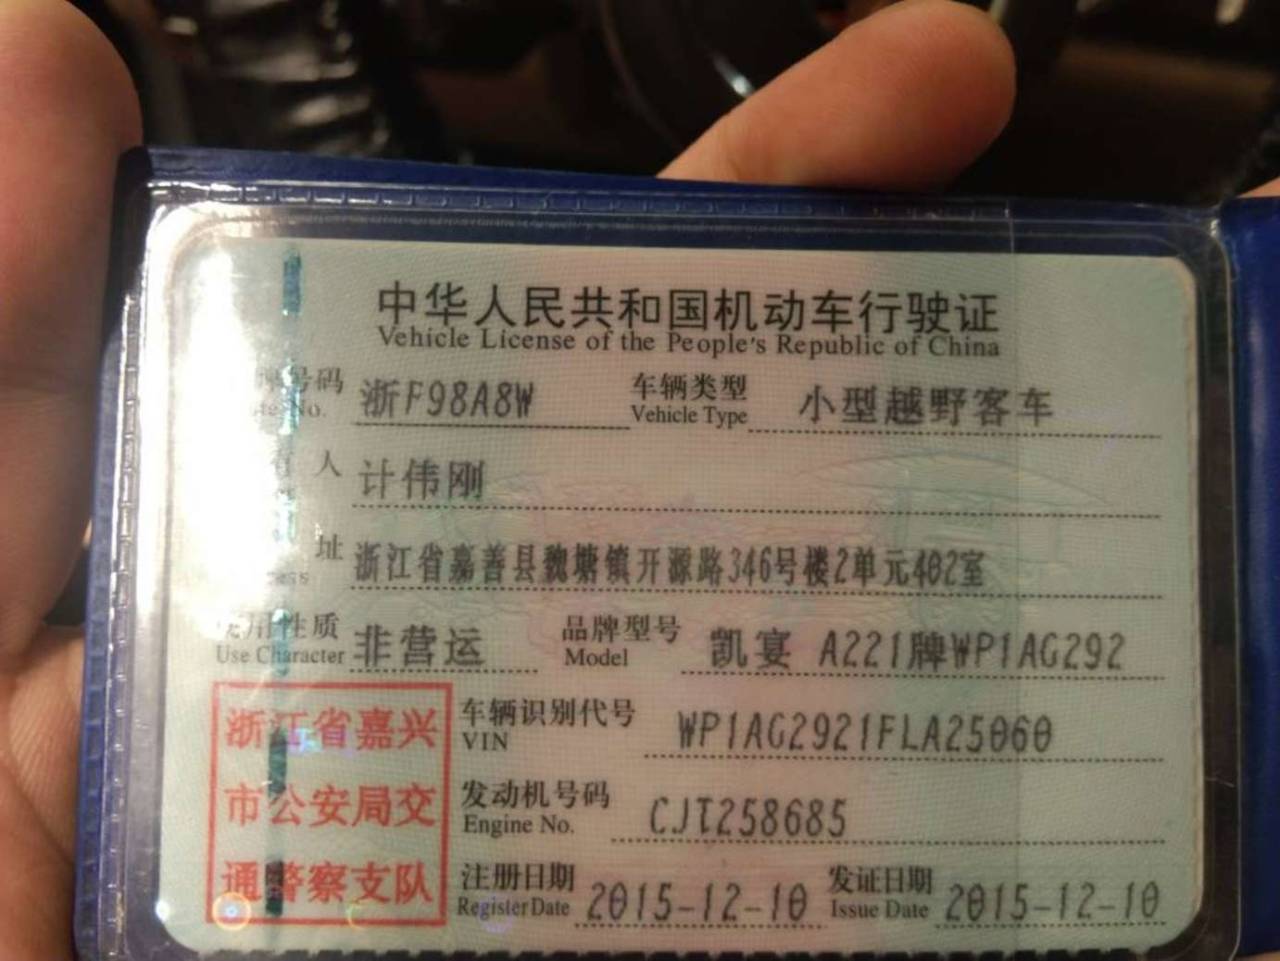 中华人民共和国机动车行驶证
Vehicle License of the People's Republic of China
号码 浙F98A8W 车辆类型 小型越野客车
No. Vehicle Type
人 计伟刚
址 浙江省嘉善县魏塘镇开源路346号楼2单元402室
使用性质 非营运 品牌型号 凯宴 A221牌WP1AG292
Use Character Model
浙江省嘉兴 车辆识别代号 WP1AG2921FLA25060
VIN
市公安局交 发动机号码 CJT258685
Engine No.
通警察支队 注册日期 2015-12-10 发证日期 2015-12-10
Register Date Issue Date